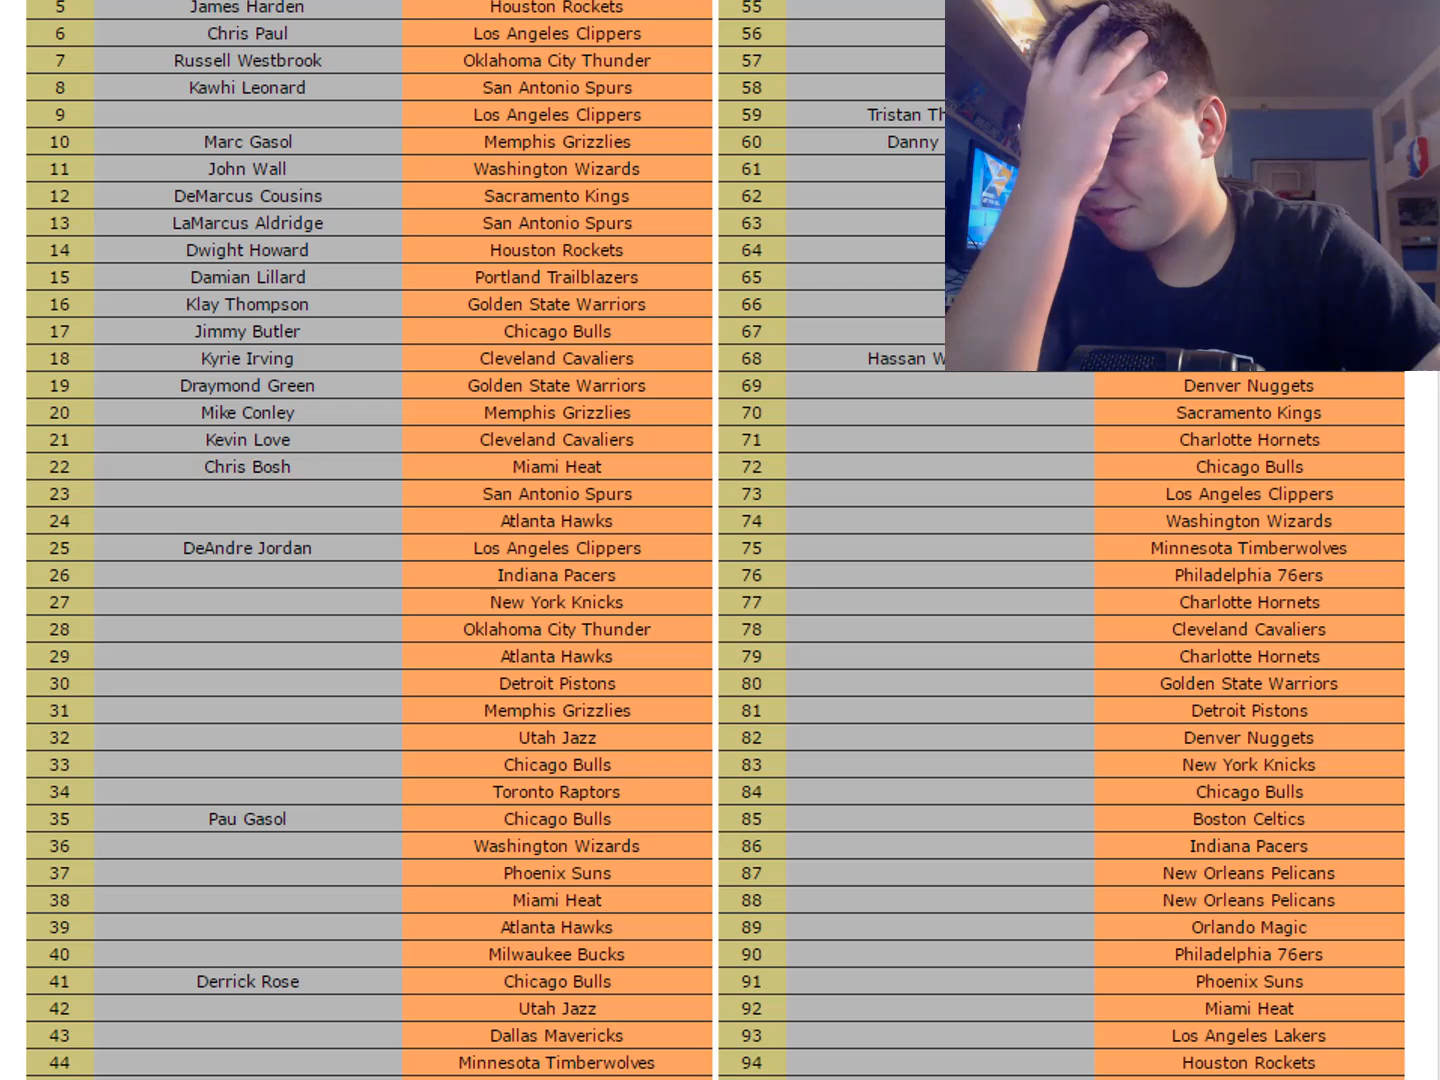 5 James Harden Houston Rockets 55
6 Chris Paul Los Angeles Clippers 56
7 Russell Westbrook Oklahoma City Thunder 57
8 Kawhi Leonard San Antonio Spurs 58
9 Los Angeles Clippers 59 Tristan Th
10 Marc Gasol Memphis Grizzlies 60 Danny
11 John Wall Washington Wizards 61
12 DeMarcus Cousins Sacramento Kings 62
13 LaMarcus Aldridge San Antonio Spurs 63
14 Dwight Howard Houston Rockets 64
15 Damian Lillard Portland Trailblazers 65
16 Klay Thompson Golden State Warriors 66
17 Jimmy Butler Chicago Bulls 67
18 Kyrie Irving Cleveland Cavaliers 68 Hassan W
19 Draymond Green Golden State Warriors 69 Denver Nuggets
20 Mike Conley Memphis Grizzlies 70 Sacramento Kings
21 Kevin Love Cleveland Cavaliers 71 Charlotte Hornets
22 Chris Bosh Miami Heat 72 Chicago Bulls
23 San Antonio Spurs 73 Los Angeles Clippers
24 Atlanta Hawks 74 Washington Wizards
25 DeAndre Jordan Los Angeles Clippers 75 Minnesota Timberwolves
26 Indiana Pacers 76 Philadelphia 76ers
27 New York Knicks 77 Charlotte Hornets
28 Oklahoma City Thunder 78 Cleveland Cavaliers
29 Atlanta Hawks 79 Charlotte Hornets
30 Detroit Pistons 80 Golden State Warriors
31 Memphis Grizzlies 81 Detroit Pistons
32 Utah Jazz 82 Denver Nuggets
33 Chicago Bulls 83 New York Knicks
34 Toronto Raptors 84 Chicago Bulls
35 Pau Gasol Chicago Bulls 85 Boston Celtics
36 Washington Wizards 86 Indiana Pacers
37 Phoenix Suns 87 New Orleans Pelicans
38 Miami Heat 88 New Orleans Pelicans
39 Atlanta Hawks 89 Orlando Magic
40 Milwaukee Bucks 90 Philadelphia 76ers
41 Derrick Rose Chicago Bulls 91 Phoenix Suns
42 Utah Jazz 92 Miami Heat
43 Dallas Mavericks 93 Los Angeles Lakers
44 Minnesota Timberwolves 94 Houston Rockets